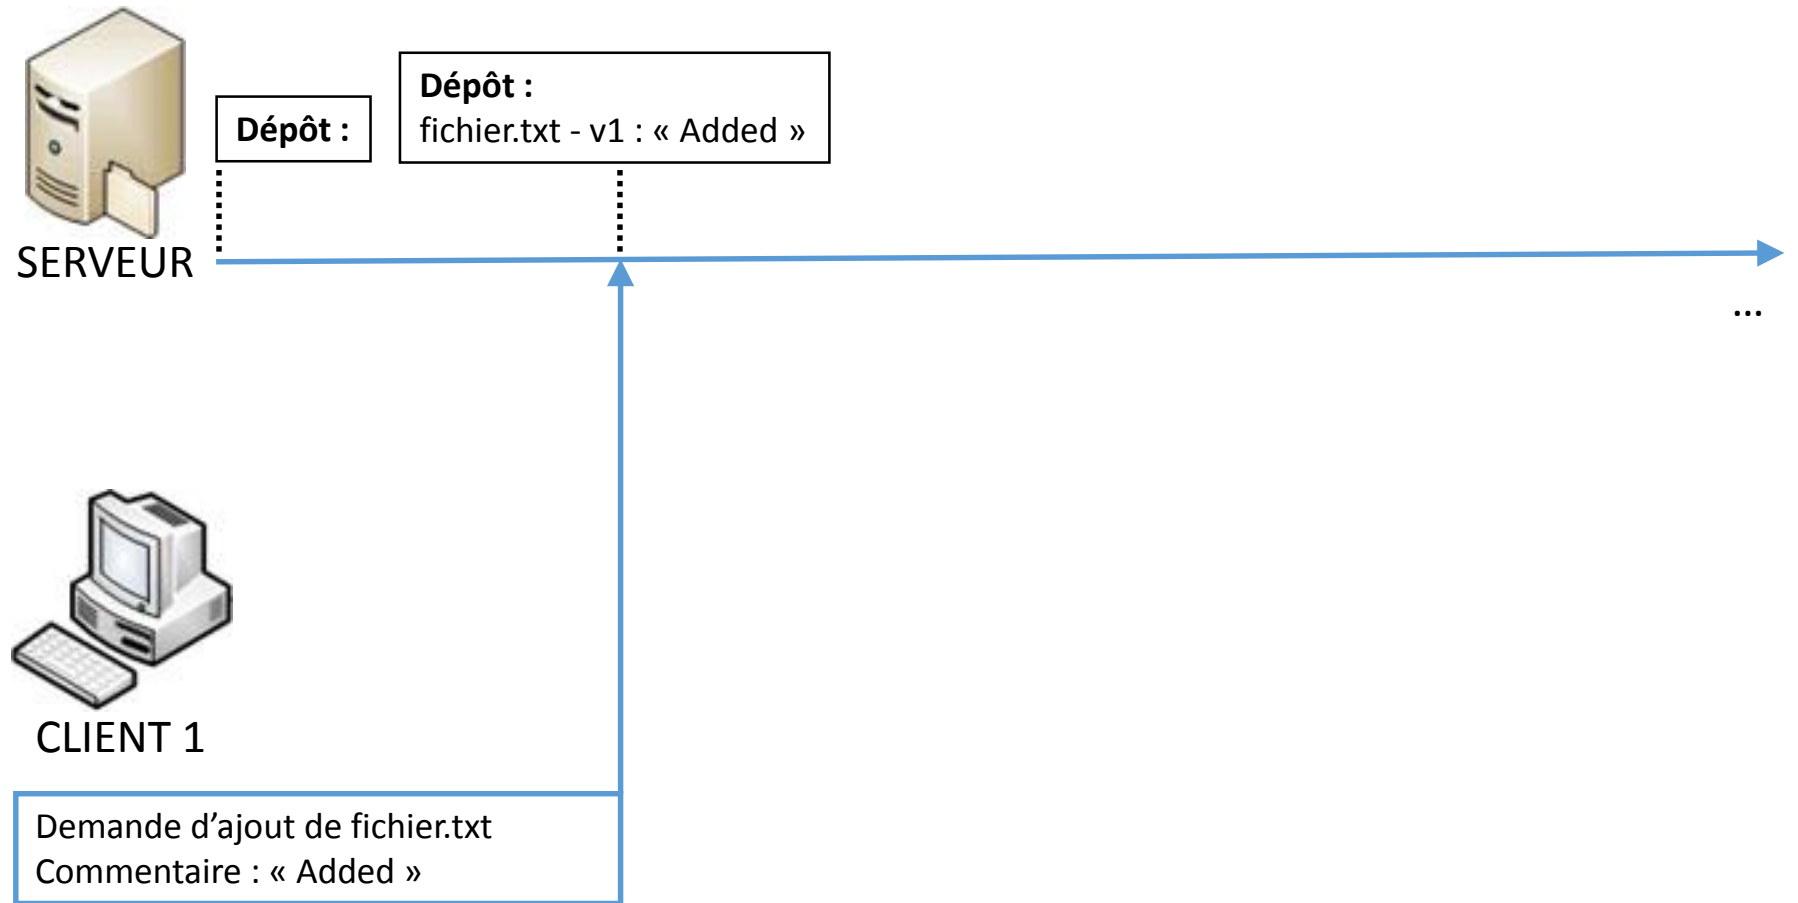 Dépôt :
Dépôt :
fichier.txt - v1 : « Added »
SERVEUR
...
CLIENT 1
Demande d’ajout de fichier.txt
Commentaire : « Added »